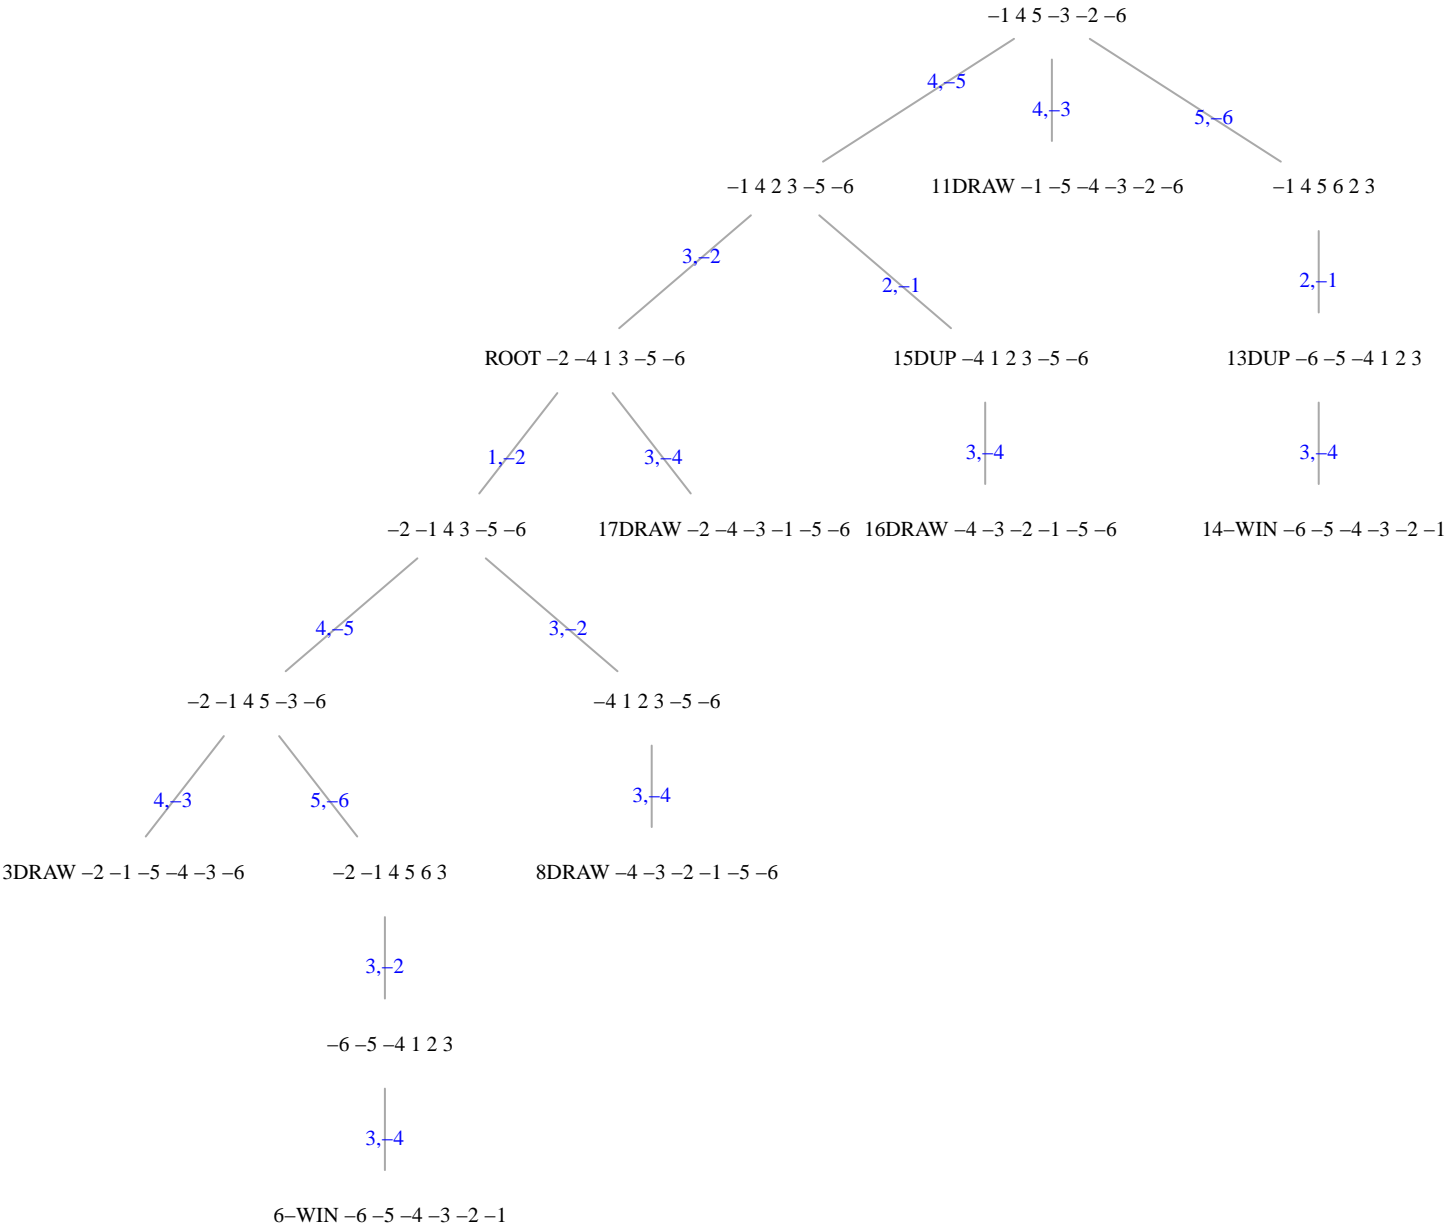 –1 4 5 –3 –2 –6
4,–5
4,–3
5,–6
–1 4 2 3 –5 –6
11DRAW –1 –5 –4 –3 –2 –6
–1 4 5 6 2 3
3,–2
2,–1
2,–1
ROOT –2 –4 1 3 –5 –6
15DUP –4 1 2 3 –5 –6
13DUP –6 –5 –4 1 2 3
1,–2
3,–4
3,–4
3,–4
–2 –1 4 3 –5 –6
17DRAW –2 –4 –3 –1 –5 –6
16DRAW –4 –3 –2 –1 –5 –6
14–WIN –6 –5 –4 –3 –2 –1
4,–5
3,–2
–2 –1 4 5 –3 –6
–4 1 2 3 –5 –6
4,–3
5,–6
3,–4
3DRAW –2 –1 –5 –4 –3 –6
–2 –1 4 5 6 3
8DRAW –4 –3 –2 –1 –5 –6
3,–2
–6 –5 –4 1 2 3
3,–4
6–WIN –6 –5 –4 –3 –2 –1